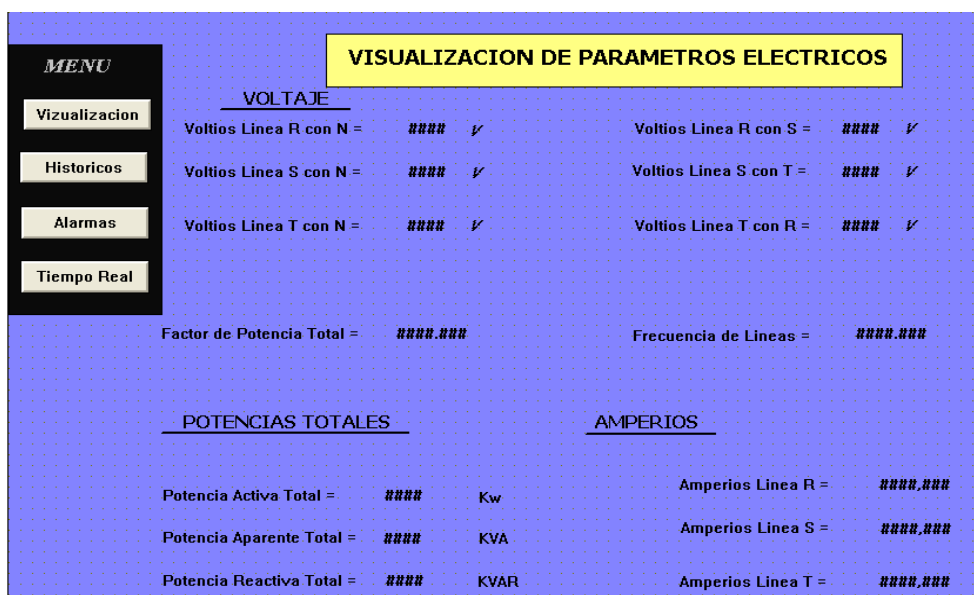 VISUALIZACION DE PARAMETROS ELECTRICOS
MENU
Vizualizacion
Historicos
Alarmas
Tiempo Real
VOLTAJE
Voltios Linea R con N = #### V
Voltios Linea R con S = #### V
Voltios Linea S con N = #### V
Voltios Linea S con T = #### V
Voltios Linea T con N = #### V
Voltios Linea T con R = #### V
Factor de Potencia Total = ####.###
Frecuencia de Lineas = ####.###
POTENCIAS TOTALES
Potencia Activa Total = #### Kw
Potencia Aparente Total = #### KVA
Potencia Reactiva Total = #### KVAR
AMPERIOS
Amperios Linea R = ####,###
Amperios Linea S = ####,###
Amperios Linea T = ####,###